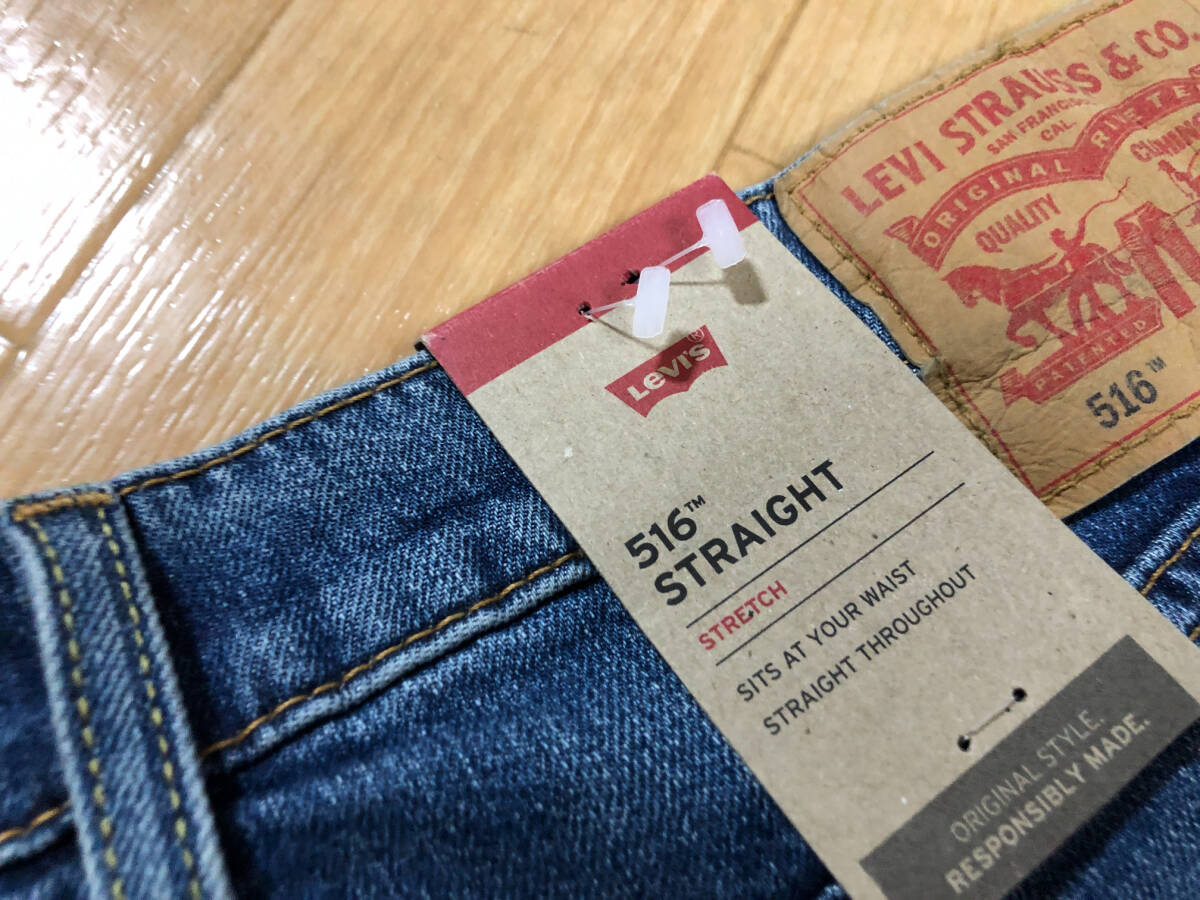 LEVI STRAUSS & CO.
SAN FRANCISCO
CAL
ORIGINAL
QUALITY
PATENTED
516™
Levi's®
516™
STRAIGHT
STRETCH
SITS AT YOUR WAIST
STRAIGHT THROUGHOUT
ORIGINAL STYLE.
RESPONSIBLY MADE.